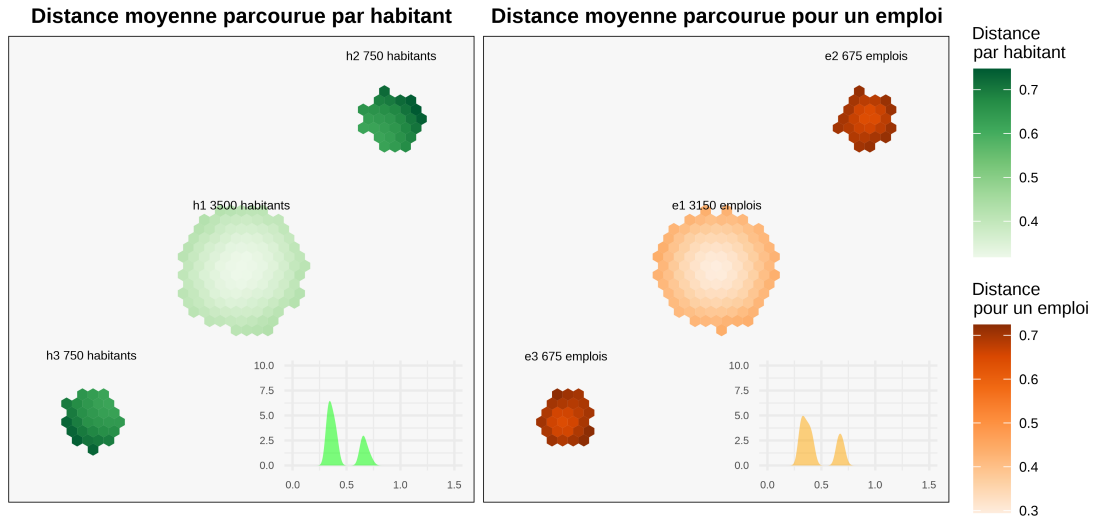 Distance moyenne parcourue par habitant
h2 750 habitants
h1 3500 habitants
h3 750 habitants
10.0
7.5
5.0
2.5
0.0
0.0 0.5 1.0 1.5
Distance moyenne parcourue pour un emploi
e2 675 emplois
e1 3150 emplois
e3 675 emplois
10.0
7.5
5.0
2.5
0.0
0.0 0.5 1.0 1.5
Distance
par habitant
0.7
0.6
0.5
0.4
Distance
pour un emploi
0.7
0.6
0.5
0.4
0.3